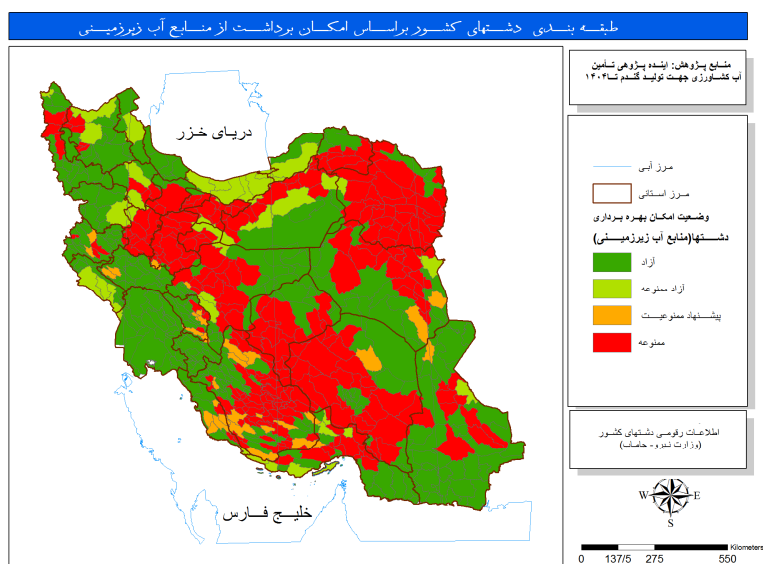 طبقه بندی دشتهای کشور براساس امکان برداشت از منابع آب زیرزمینی
منابع پژوهش: اینده پژوهی تأمین
آب کشاورزی جهت تولید گندم تا ۱۴۰۴
دریای خزر
مرز آبی
مرز استانی
وضعیت امکان بهره برداری
دشتها(منابع آب زیرزمینی)
آزاد
آزاد ممنوعه
پیشنهاد ممنوعیت
ممنوعه
اطلاعات رقومی دشتهای کشور
(وزارت نیرو- جاماب)
N
W E
S
خلیج فارس
Kilometers
0 137/5 275 550